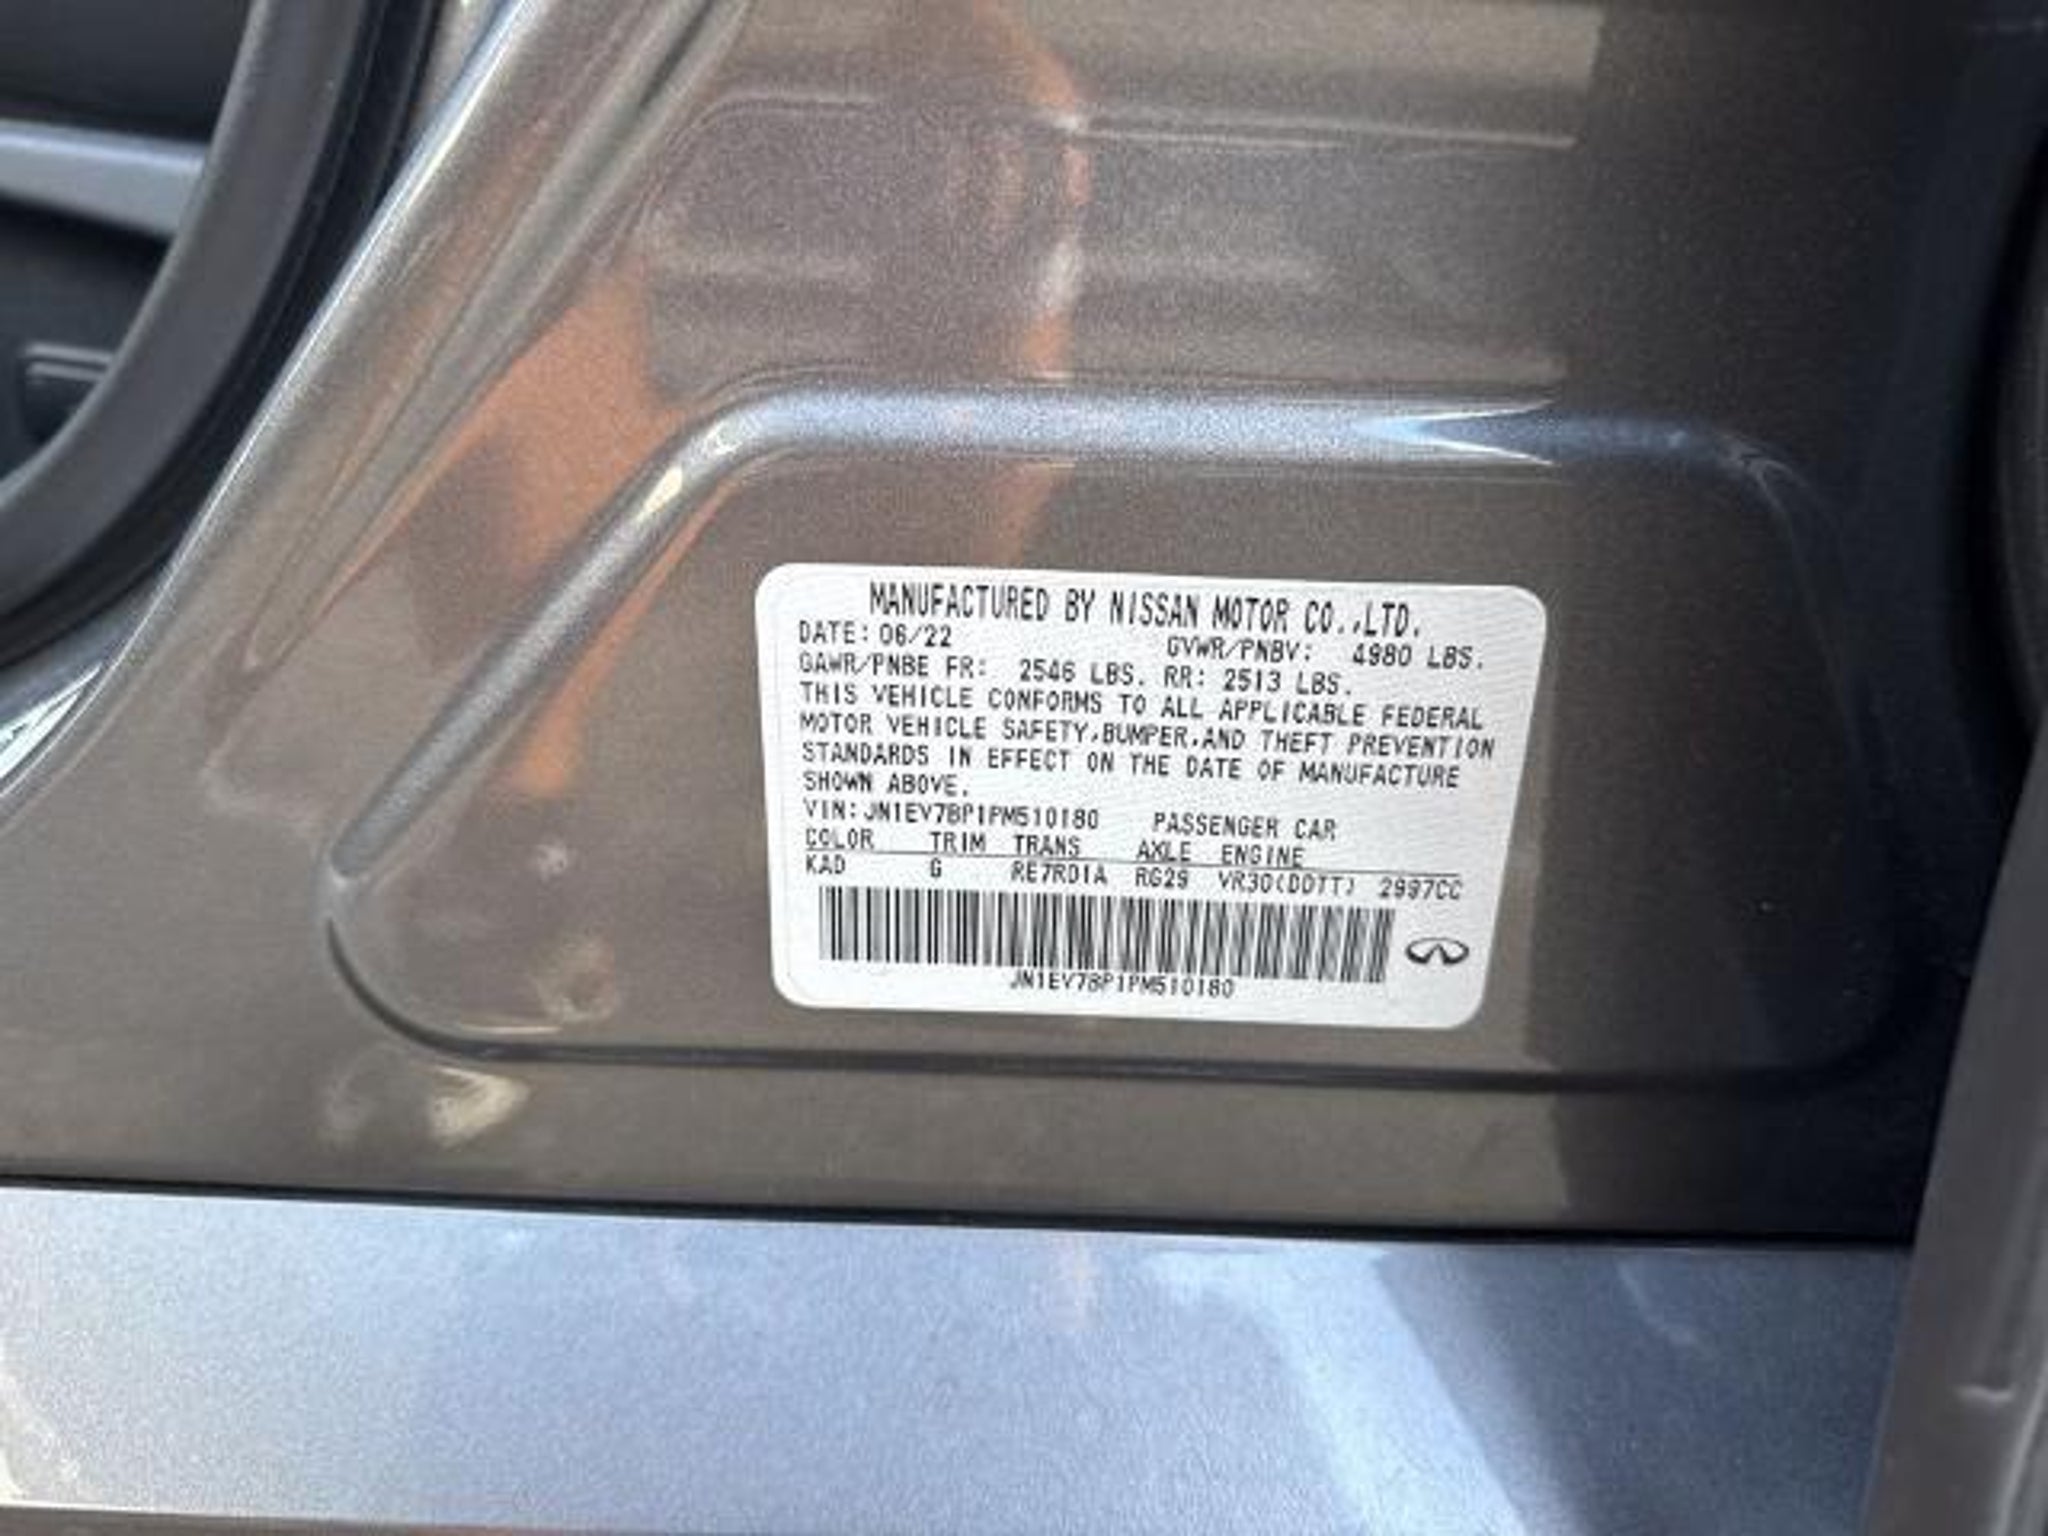 MANUFACTURED BY NISSAN MOTOR CO.,LTD.
DATE: 06/22 GVWR/PNBV: 4980 LBS.
GAWR/PNBE FR: 2546 LBS. RR: 2513 LBS.
THIS VEHICLE CONFORMS TO ALL APPLICABLE FEDERAL
MOTOR VEHICLE SAFETY,BUMPER,AND THEFT PREVENTION
STANDARDS IN EFFECT ON THE DATE OF MANUFACTURE
SHOWN ABOVE.
VIN: JN1EV7BP1PM510180 PASSENGER CAR
COLOR TRIM TRANS AXLE ENGINE
KAD G RE7R01A RG29 VR30(DDTT) 2997CC
JN1EV7BP1PM510180